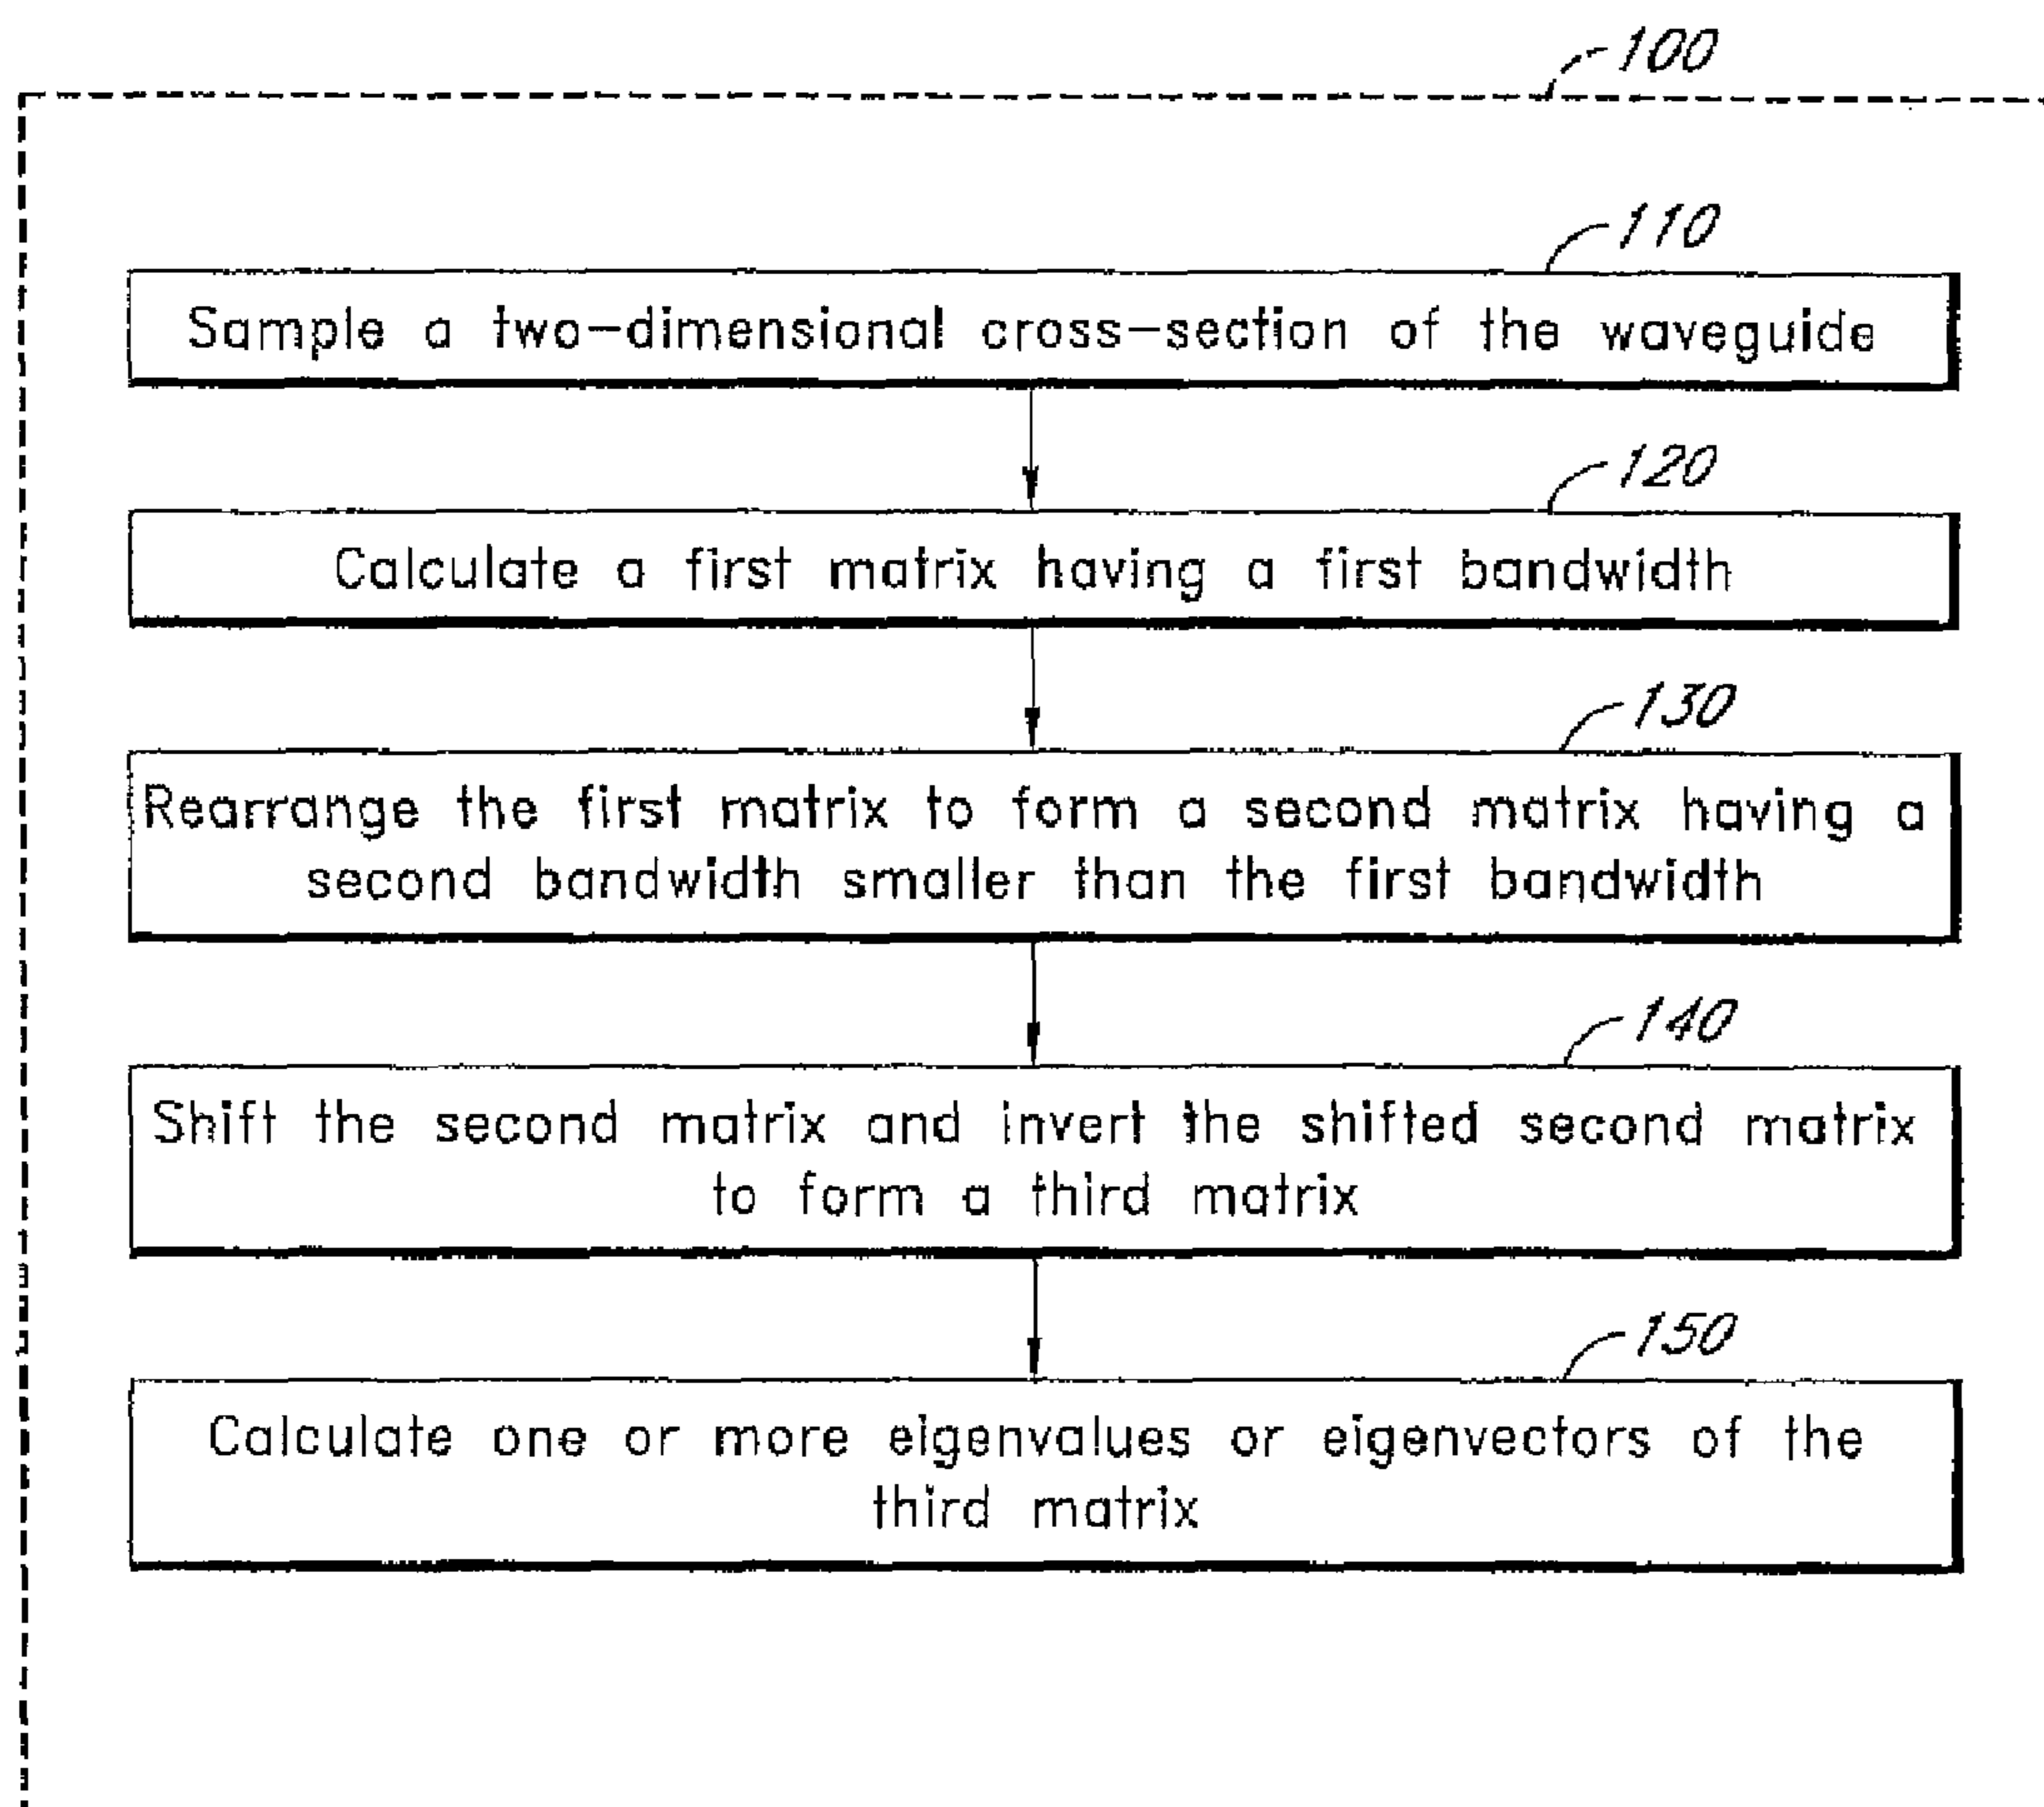 100
110
Sample a two-dimensional cross-section of the waveguide
120
Calculate a first matrix having a first bandwidth
130
Rearrange the first matrix to form a second matrix having a
second bandwidth smaller than the first bandwidth
140
Shift the second matrix and invert the shifted second matrix
to form a third matrix
150
Calculate one or more eigenvalues or eigenvectors of the
third matrix